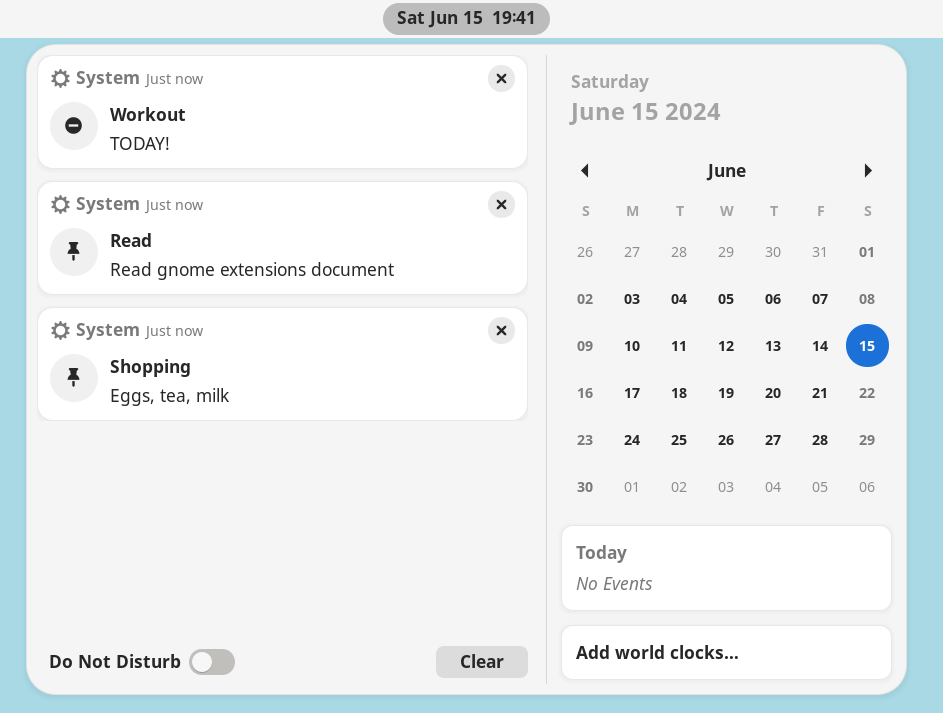 Sat Jun 15 19:41
System Just now
Workout
TODAY!
System Just now
Read
Read gnome extensions document
System Just now
Shopping
Eggs, tea, milk
Do Not Disturb
Clear
Saturday
June 15 2024
June
S M T W T F S
26 27 28 29 30 31 01
02 03 04 05 06 07 08
09 10 11 12 13 14 15
16 17 18 19 20 21 22
23 24 25 26 27 28 29
30 01 02 03 04 05 06
Today
No Events
Add world clocks...